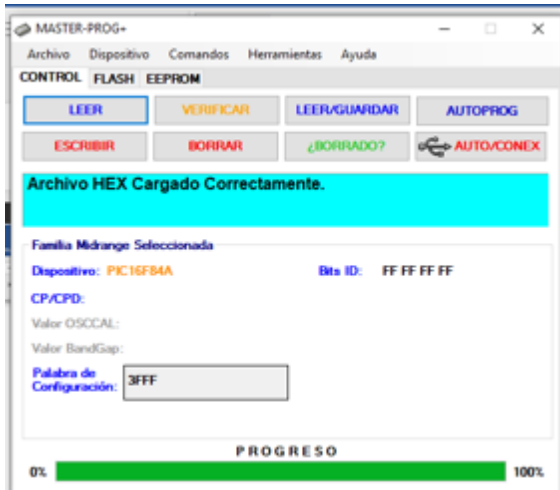 MASTER-PROG+
Archivo Dispositivo Comandos Herramientas Ayuda
CONTROL FLASH EEPROM
LEER VERIFICAR LEER/GUARDAR AUTOPROG
ESCRIBIR BORRAR ¿BORRADO? AUTO/CONEX
Archivo HEX Cargado Correctamente.
Familia Midrange Seleccionada
Dispositivo: PIC16F84A Bits ID: FF FF FF FF
CP/CPD:
Valor OSCCAL:
Valor BandGap:
Palabra de
Configuración: 3FFF
PROGRESO
0% 100%